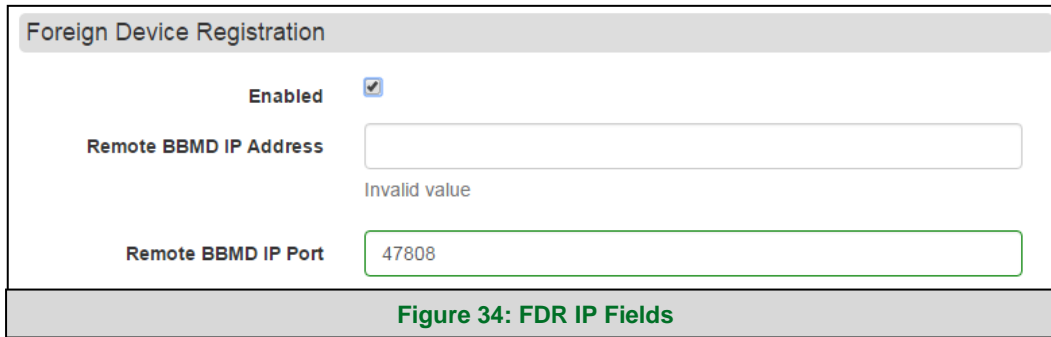 Foreign Device Registration
Enabled
Remote BBMD IP Address
Invalid value
Remote BBMD IP Port 47808
Figure 34: FDR IP Fields